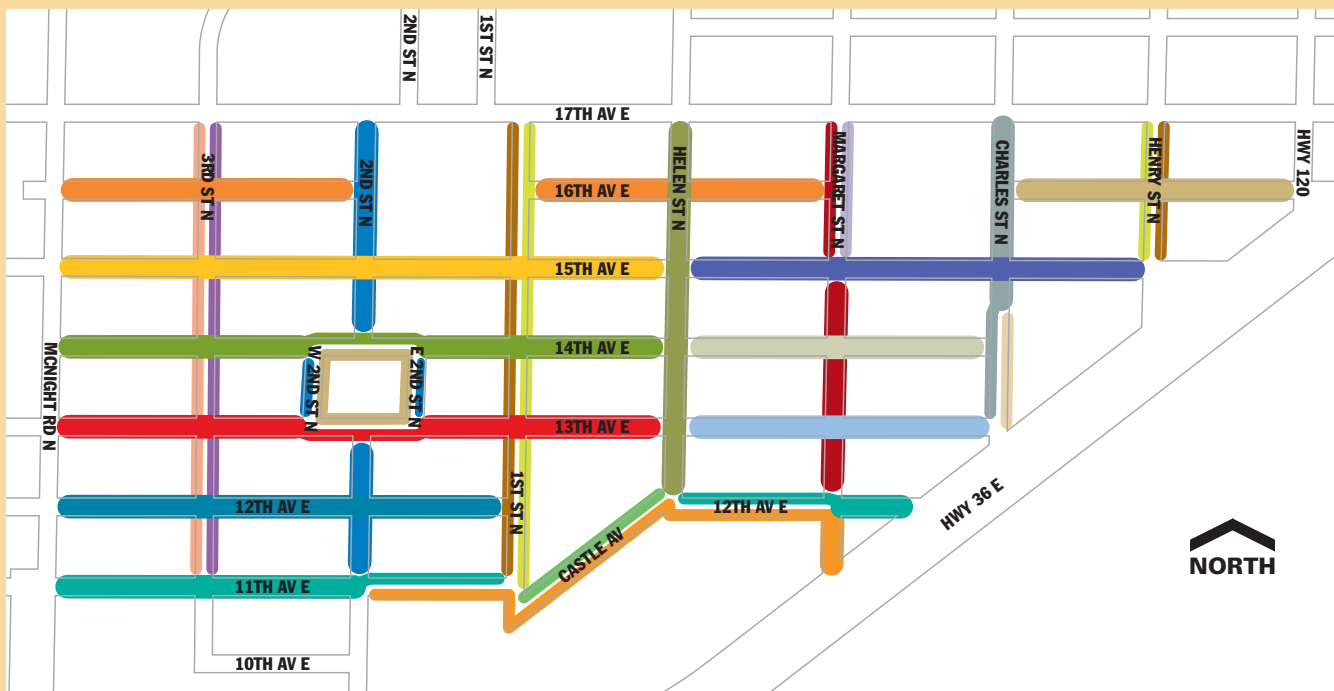 2ND ST N
1ST ST N
17TH AV E
3RD ST N
2ND ST N
HELEN ST N
MARGARET ST N
CHARLES ST N
HENRY ST N
HWY 120
16TH AV E
15TH AV E
MCNIGHT RD N
W 2ND ST N
E 2ND ST N
14TH AV E
13TH AV E
1ST ST N
12TH AV E
12TH AV E
HWY 36 E
CASTLE AV
NORTH
11TH AV E
10TH AV E